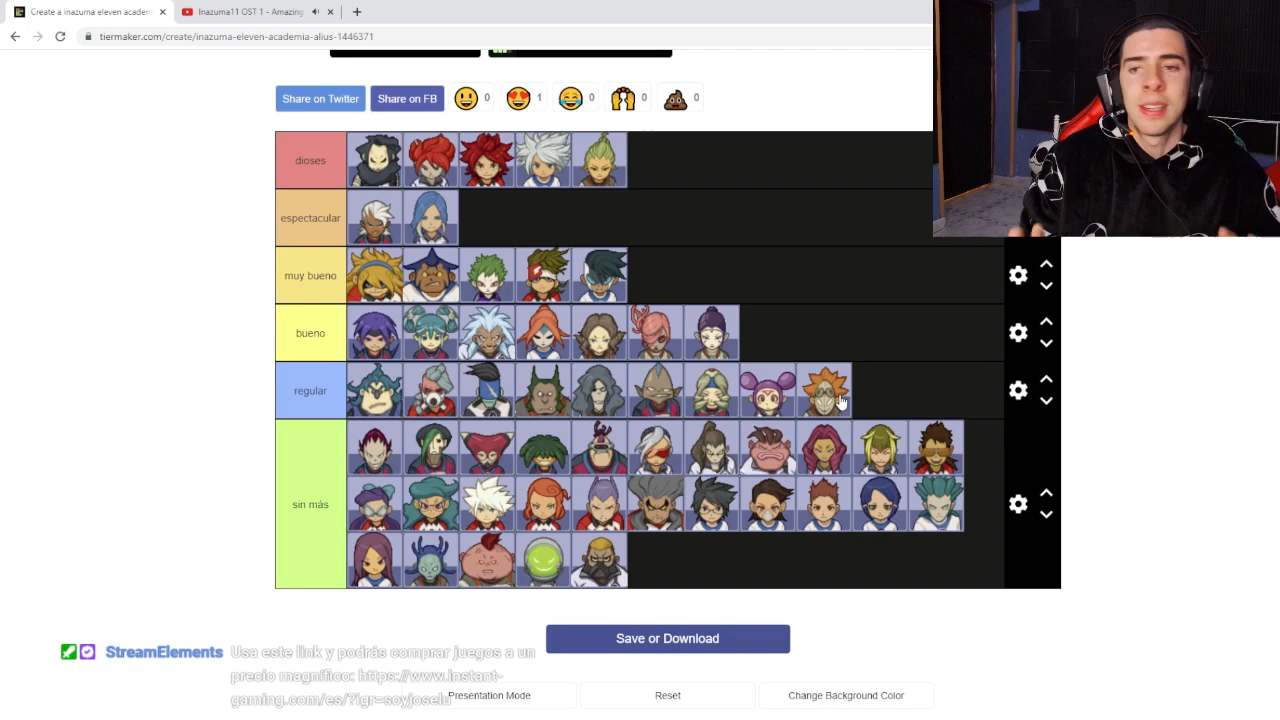 Create a inazuma eleven academ
Inazuma11 OST 1 - Amazing
tiermaker.com/create/inazuma-eleven-academia-alius-1446371
Share on Twitter
Share on FB
0
1
0
0
0
dioses
espectacular
muy bueno
bueno
regular
sin más
Save or Download
StreamElements Usa este link y podrás comprar juegos a un
precio magnífico: https://www.instant-
gaming.com/es/?igr=soyjoselu
Presentation Mode
Reset
Change Background Color